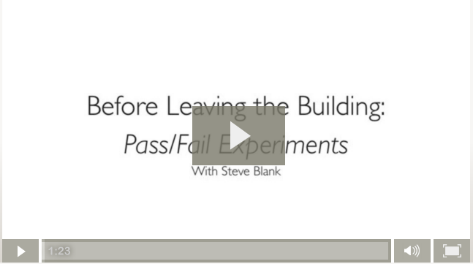 Before Leaving the Building:
Pass/Fail Experiments
With Steve Blank
1:23